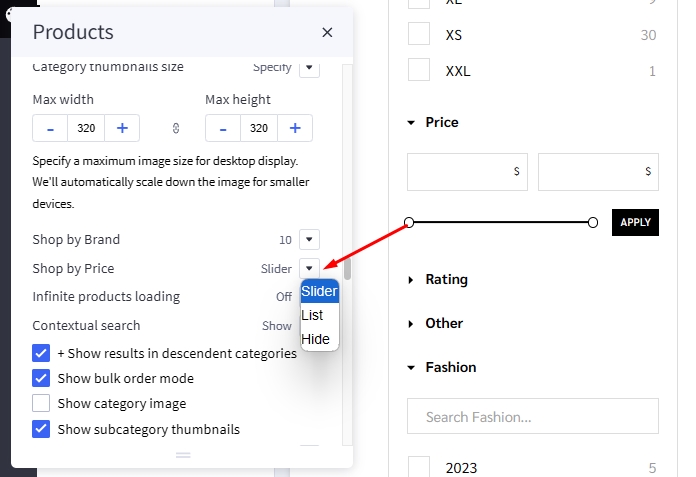 Products
Category thumbnails size
Specify
Max width
Max height
- 320 +
- 320 +
Specify a maximum image size for desktop display.
We'll automatically scale down the image for smaller
devices.
Shop by Brand
10
Shop by Price
Slider
Slider
List
Hide
Infinite products loading
Off
Contextual search
Show
+ Show results in descendent categories
Show bulk order mode
Show category image
Show subcategory thumbnails
XL 9
XS 30
XXL 1
Price
$
$
APPLY
Rating
Other
Fashion
Search Fashion...
2023 5